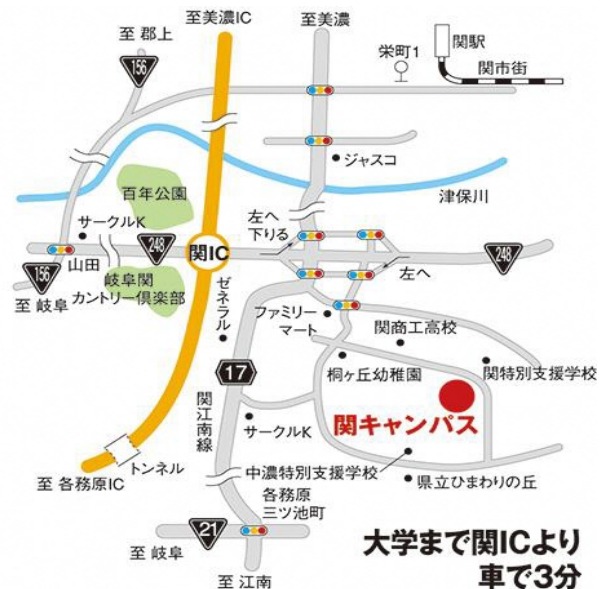 至美濃IC
至美濃
至 郡上
156
栄町1
関駅
関市街
ジャスコ
津保川
百年公園
サークルK
左へ
下りる
248
関IC
248
156
山田
左へ
至 岐阜
岐阜関
カントリー倶楽部
ゼネラル
ファミリー
マート
関商工高校
桐ヶ丘幼稚園
関特別支援学校
17
関江南線
関キャンパス
サークルK
トンネル
中濃特別支援学校
県立ひまわりの丘
至 各務原IC
各務原
三ツ池町
21
至 岐阜
至 江南
大学まで関ICより
車で3分